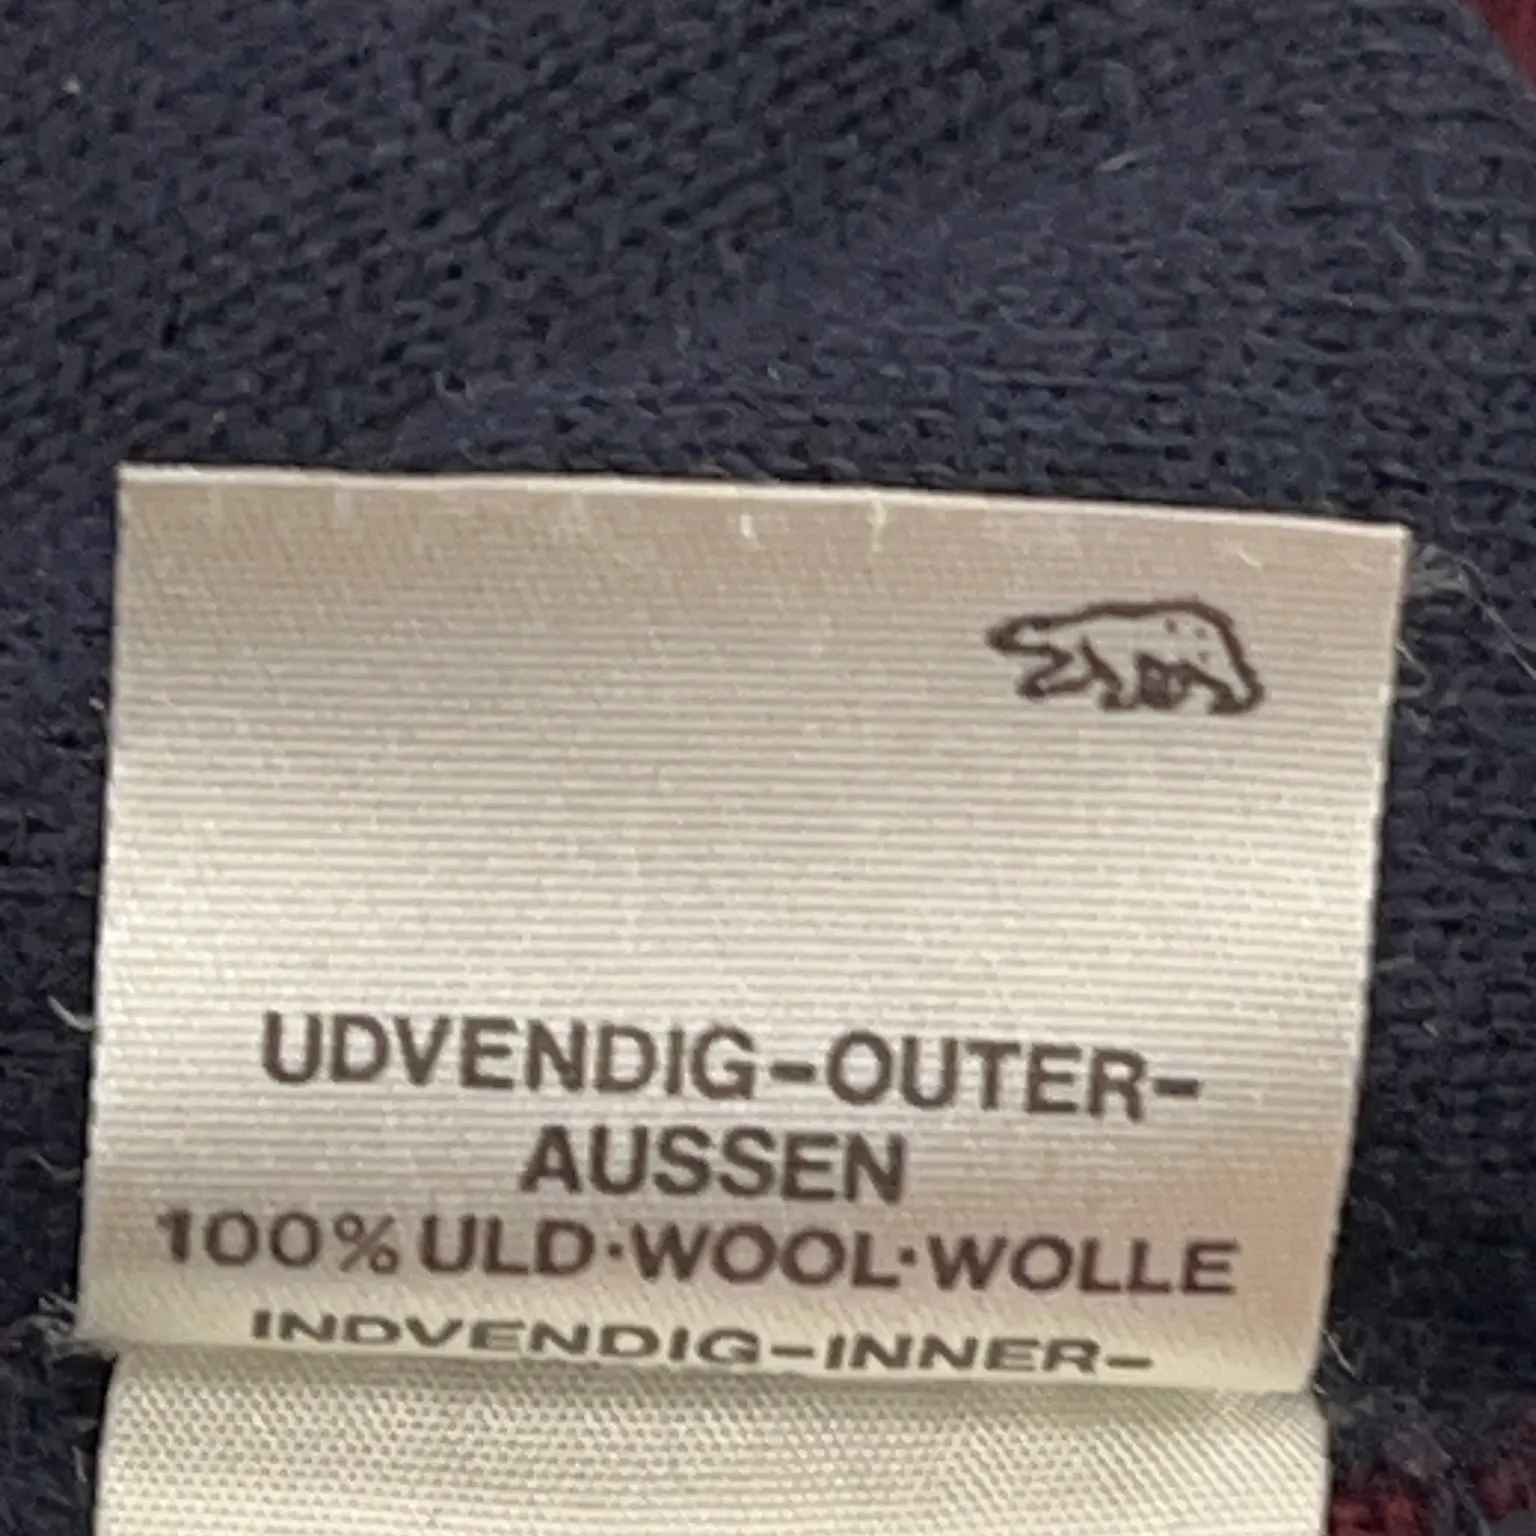 UDVENDIG-OUTER-
AUSSEN
100% ULD·WOOL·WOLLE
INDVENDIG-INNER-